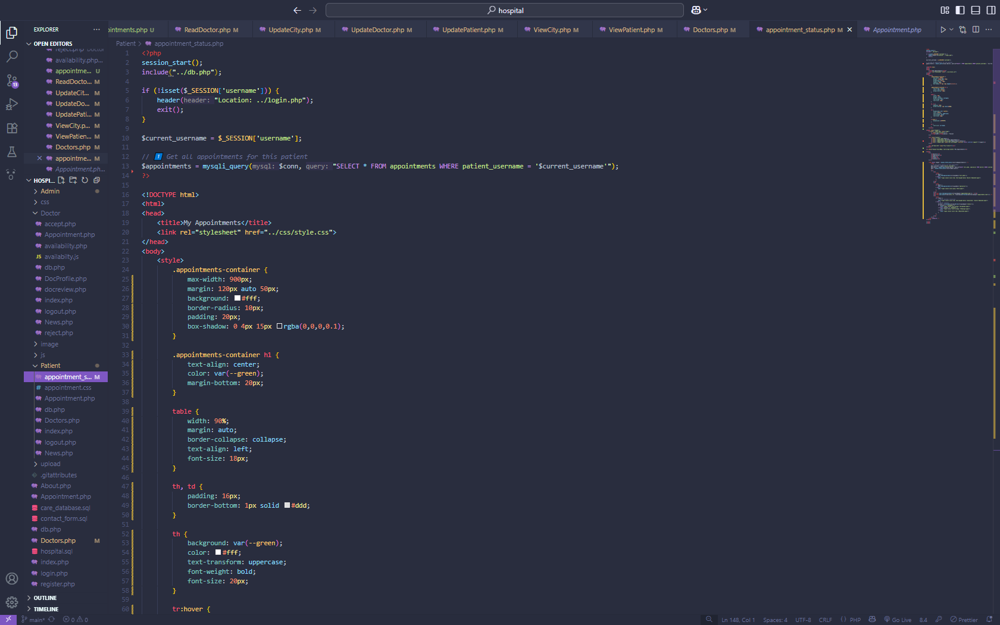 hospital
EXPLORER
ointments.php U
ReadDoctor.php M
UpdateCity.php M
UpdateDoctor.php M
UpdatePatient.php M
ViewCity.php M
ViewPatient.php M
Doctors.php M
appointment_status.php M
Appointment.php
OPEN EDITORS
reject.php Doctor
availability.php...
appointme... U
ReadDocto... M
UpdateCit... M
UpdateDo... M
UpdatePati... M
ViewCity.p... M
ViewPatien... M
Doctors.php M
appointme... M
Appointment.ph...
HOSPI...
Admin
css
Doctor
accept.php
Appointment.php
availability.php
JS availabilty.js
db.php
DocProfile.php
docreview.php
index.php
logout.php
News.php
reject.php
image
js
Patient
appointment_s... M
# appointment.css
Appointment.php
db.php
Doctors.php
index.php
logout.php
News.php
upload
.gitattributes
About.php
Appointment.php
care_database.sql
contact_form.sql
db.php
Doctors.php M
hospital.sql
index.php
login.php
register.php
OUTLINE
TIMELINE
Patient > appointment_status.php
1 <?php
2 session_start();
3 include("../db.php");
4
5 if (!isset($_SESSION['username'])) {
6 header(header: "Location: ../login.php");
7 exit();
8 }
9
10 $current_username = $_SESSION['username'];
11
12 // Get all appointments for this patient
13 $appointments = mysqli_query(mysql: $conn, query: "SELECT * FROM appointments WHERE patient_username = '$current_username'");
14 ?>
15
16 <!DOCTYPE html>
17 <html>
18 <head>
19 <title>My Appointments</title>
20 <link rel="stylesheet" href="../css/style.css">
21 </head>
22 <body>
23 <style>
24 .appointments-container {
25 max-width: 900px;
26 margin: 120px auto 50px;
27 background: #fff;
28 border-radius: 10px;
29 padding: 20px;
30 box-shadow: 0 4px 15px rgba(0,0,0,0.1);
31 }
32
33 .appointments-container h1 {
34 text-align: center;
35 color: var(--green);
36 margin-bottom: 20px;
37 }
38
39 table {
40 width: 90%;
41 margin: auto;
42 border-collapse: collapse;
43 text-align: left;
44 font-size: 18px;
45 }
46
47 th, td {
48 padding: 16px;
49 border-bottom: 1px solid #ddd;
50 }
51
52 th {
53 background: var(--green);
54 color: #fff;
55 text-transform: uppercase;
56 font-weight: bold;
57 font-size: 20px;
58 }
59
60 tr:hover {
13
main*
0 0
Ln 148, Col 1
Spaces: 4
UTF-8
CRLF
PHP
Go Live
8.4
Prettier